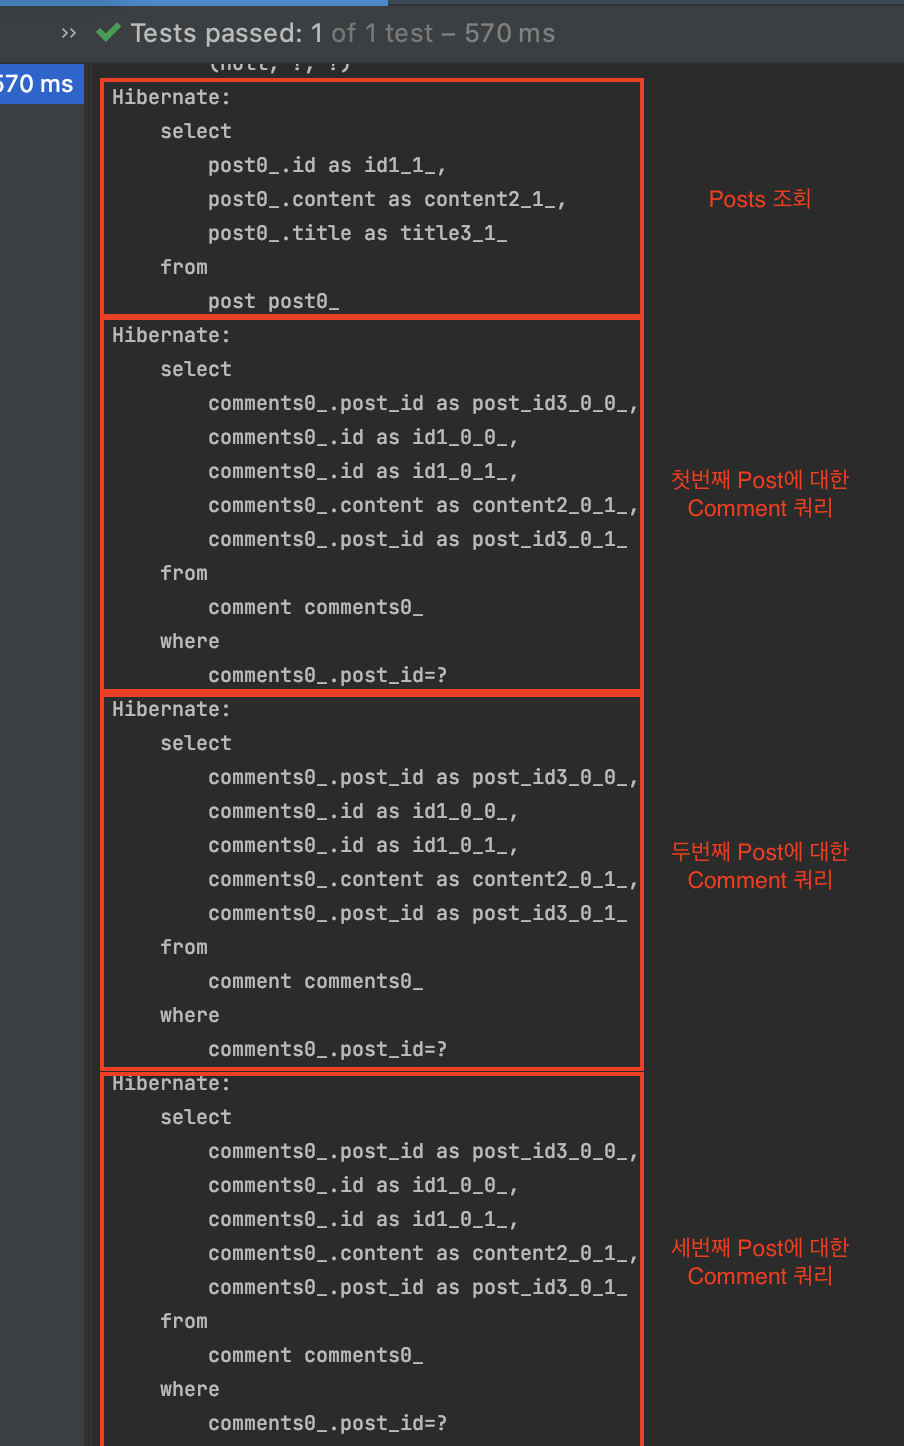 Tests passed: 1 of 1 test – 570 ms
570 ms
(null, ?, ?)
Hibernate:
select
post0_.id as id1_1_,
post0_.content as content2_1_,
post0_.title as title3_1_
from
post post0_
Posts 조회
Hibernate:
select
comments0_.post_id as post_id3_0_0_,
comments0_.id as id1_0_0_,
comments0_.id as id1_0_1_,
comments0_.content as content2_0_1_,
comments0_.post_id as post_id3_0_1_
from
comment comments0_
where
comments0_.post_id=?
첫번째 Post에 대한
Comment 쿼리
Hibernate:
select
comments0_.post_id as post_id3_0_0_,
comments0_.id as id1_0_0_,
comments0_.id as id1_0_1_,
comments0_.content as content2_0_1_,
comments0_.post_id as post_id3_0_1_
from
comment comments0_
where
comments0_.post_id=?
두번째 Post에 대한
Comment 쿼리
Hibernate:
select
comments0_.post_id as post_id3_0_0_,
comments0_.id as id1_0_0_,
comments0_.id as id1_0_1_,
comments0_.content as content2_0_1_,
comments0_.post_id as post_id3_0_1_
from
comment comments0_
where
comments0_.post_id=?
세번째 Post에 대한
Comment 쿼리